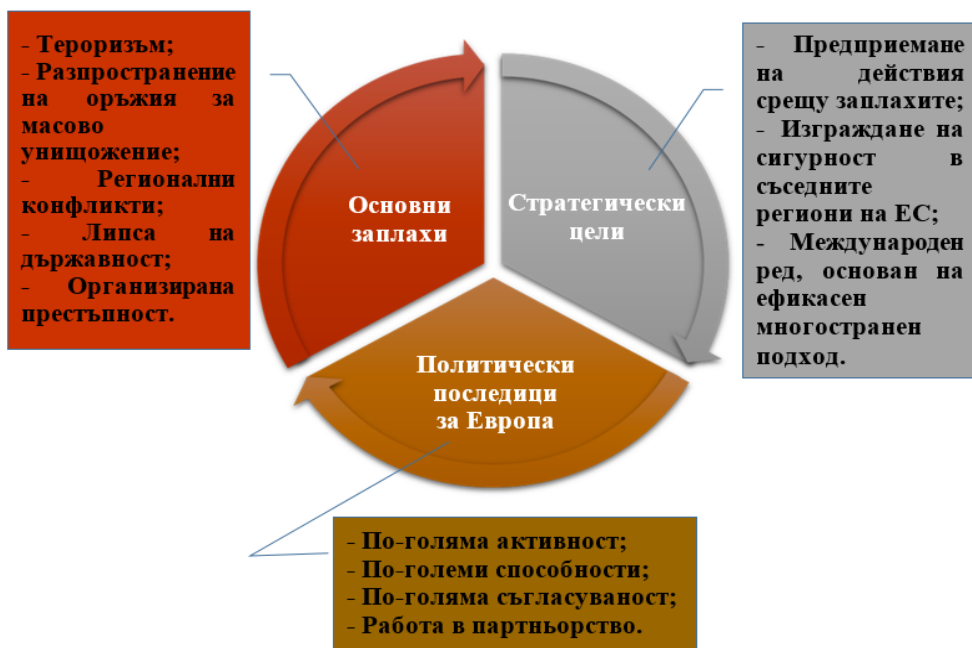 - Тероризъм;
- Разпространение
на оръжия за
масово
унищожение;
- Регионални
конфликти;
- Липса на
държавност;
- Организирана
престъпност.
Основни
заплахи
Стратегически
цели
- Предприемане
на действия
срещу заплахите;
- Изграждане на
сигурност в
съседните
региони на ЕС;
- Международен
ред, основан на
ефикасен
многостранен
подход.
Политически
последици
за Европа
- По-голяма активност;
- По-големи способности;
- По-голяма съгласуваност;
- Работа в партньорство.